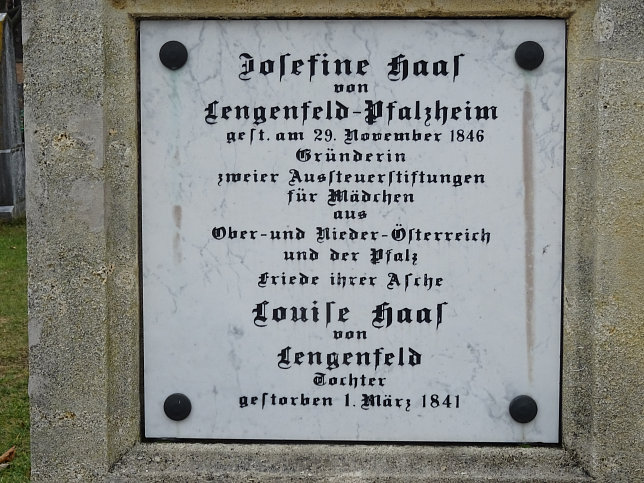 Josefine Haas
von
Lengenfeld-Pfalzheim
gest. am 29. November 1846
Gründerin
zweier Aussteuerstiftungen
für Mädchen
aus
Ober-und Nieder-Österreich
und der Pfalz
Friede ihrer Asche
Louise Haas
von
Lengenfeld
Tochter
gestorben 1. März 1841